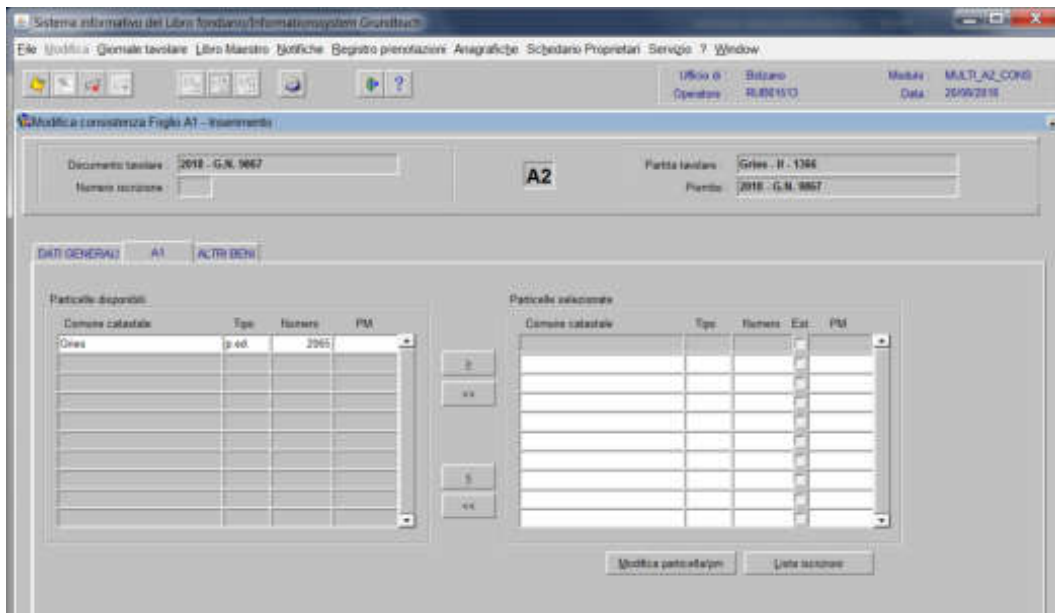 Sistema informativo del Libro fondiario/Informationssystem Grundbuch
File Modifica Giornale tavolare Libro Maestro Notifiche Registro prenotazioni Anagrafiche Schedario Proprietari Servizio ? Window
Ufficio di Bolzano Modulo MULTI_A2_CONS
Operatore Data
Modifica consistenza Foglio A1 - Inserimento
Documento tavolare 2018 - G.N. 9867 A2 Partita tavolare Gries - II - 1366
Numero iscrizione Piombo 2018 - G.N. 9867
DATI GENERALI A1 ALTRI BENI
Particelle disponibili Particelle selezionate
Comune catastale Tipo Numero PM Comune catastale Tipo Numero Est PM
Gries p.ed. 2065
<<
<<
Modifica particella/pm Lista iscrizioni